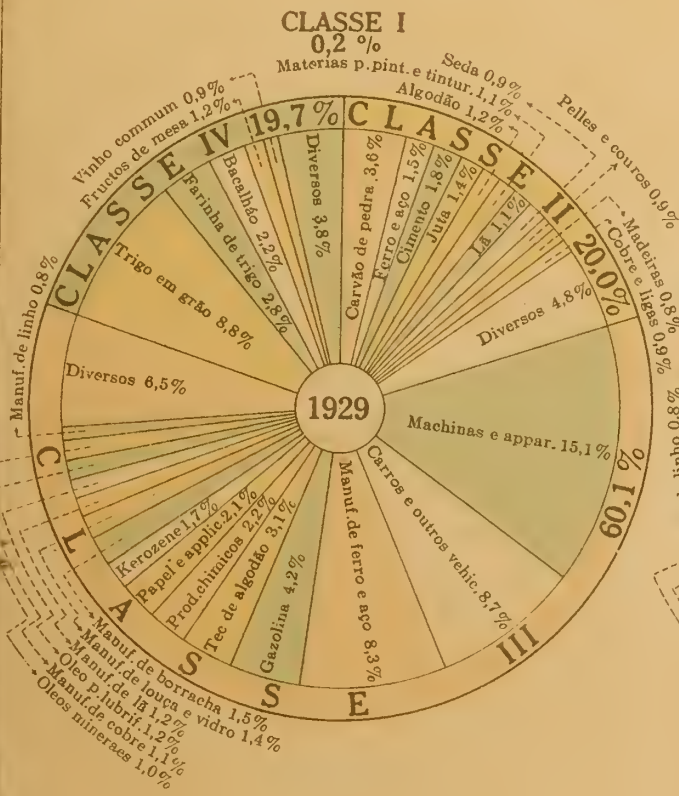 CLASSE I
0,2 %
Materias p.pint.e tintur.1,1%
Seda 0,9%
Algodão 1,2%
Pelles e couros 0,9%
Madeiras 0,8%
Cobre e ligas 0,9%
Vinho commum 0,9%
Fructos de mesa 1,2%
CLASSE IV 19,7%
CLASSE II 20,0%
Diversos 3,8%
Bacalháo 2,2%
Farinha de trigo 2,8%
Trigo em grão 8,8%
Carvão de pedra 3,6%
Ferro e aço 1,5%
Cimento 1,8%
Juta 1,4%
Lã 1,1%
Diversos 4,8%
Manuf.de linho 0,8%
Diversos 6,5%
1929
Machinas e appar.15,1%
60,1%
Carros e outros vehic.8,7%
Manuf.de ferro e aço 8,3%
Gazolina 4,2%
Tec de algodão 3,1%
Prod.chimicos 2,2%
Papel e applic.2,1%
Kerozene 1,7%
CLASSE III
Manuf.de borracha 1,5%
Manuf.de louça e vidro 1,4%
Manuf.de lã 1,2%
Oleo p.lubrif.1,2%
Manuf.de cobre 1,1%
Oleos mineraes 1,0%